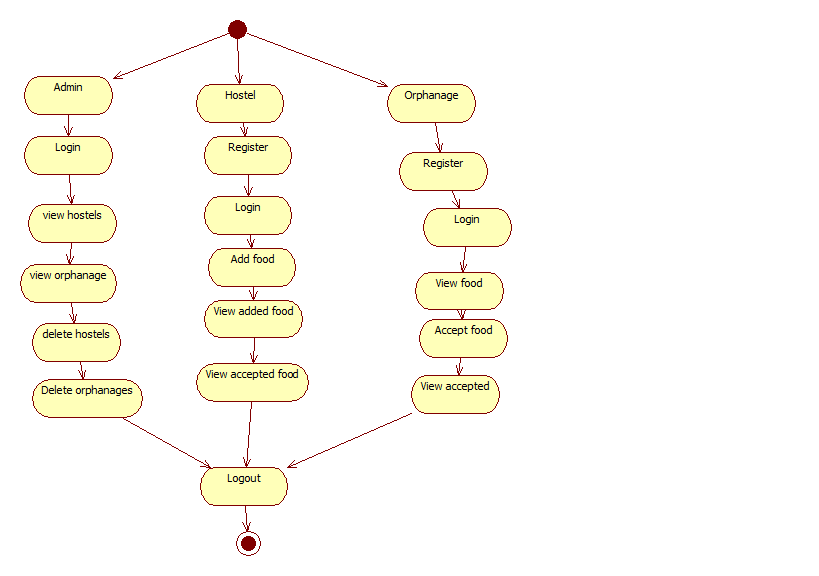 Admin
Login
view hostels
view orphanage
delete hostels
Delete orphanages
Hostel
Register
Login
Add food
View added food
View accepted food
Orphanage
Register
Login
View food
Accept food
View accepted
Logout